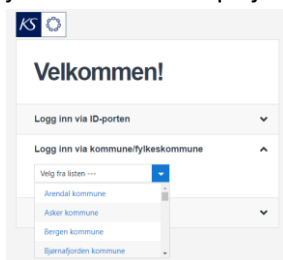 KS
Velkommen!
Logg inn via ID-porten
Logg inn via kommune/fylkeskommune
Velg fra listen ---
Arendal kommune
Asker kommune
Bergen kommune
Bjørnafjorden kommune